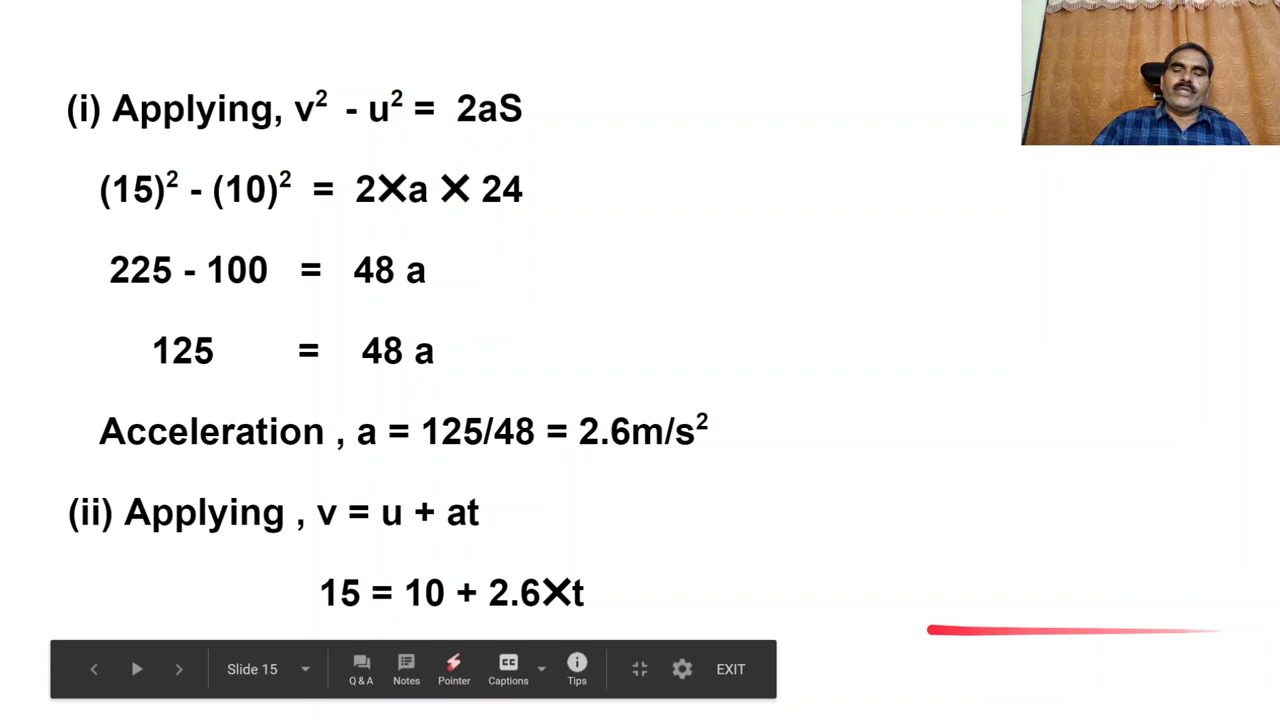 (i) Applying, v² - u² = 2aS
(15)² - (10)² = 2×a × 24
225 - 100 = 48 a
125 = 48 a
Acceleration , a = 125/48 = 2.6m/s²
(ii) Applying , v = u + at
15 = 10 + 2.6×t
Slide 15
Q & A Notes Pointer Captions Tips EXIT